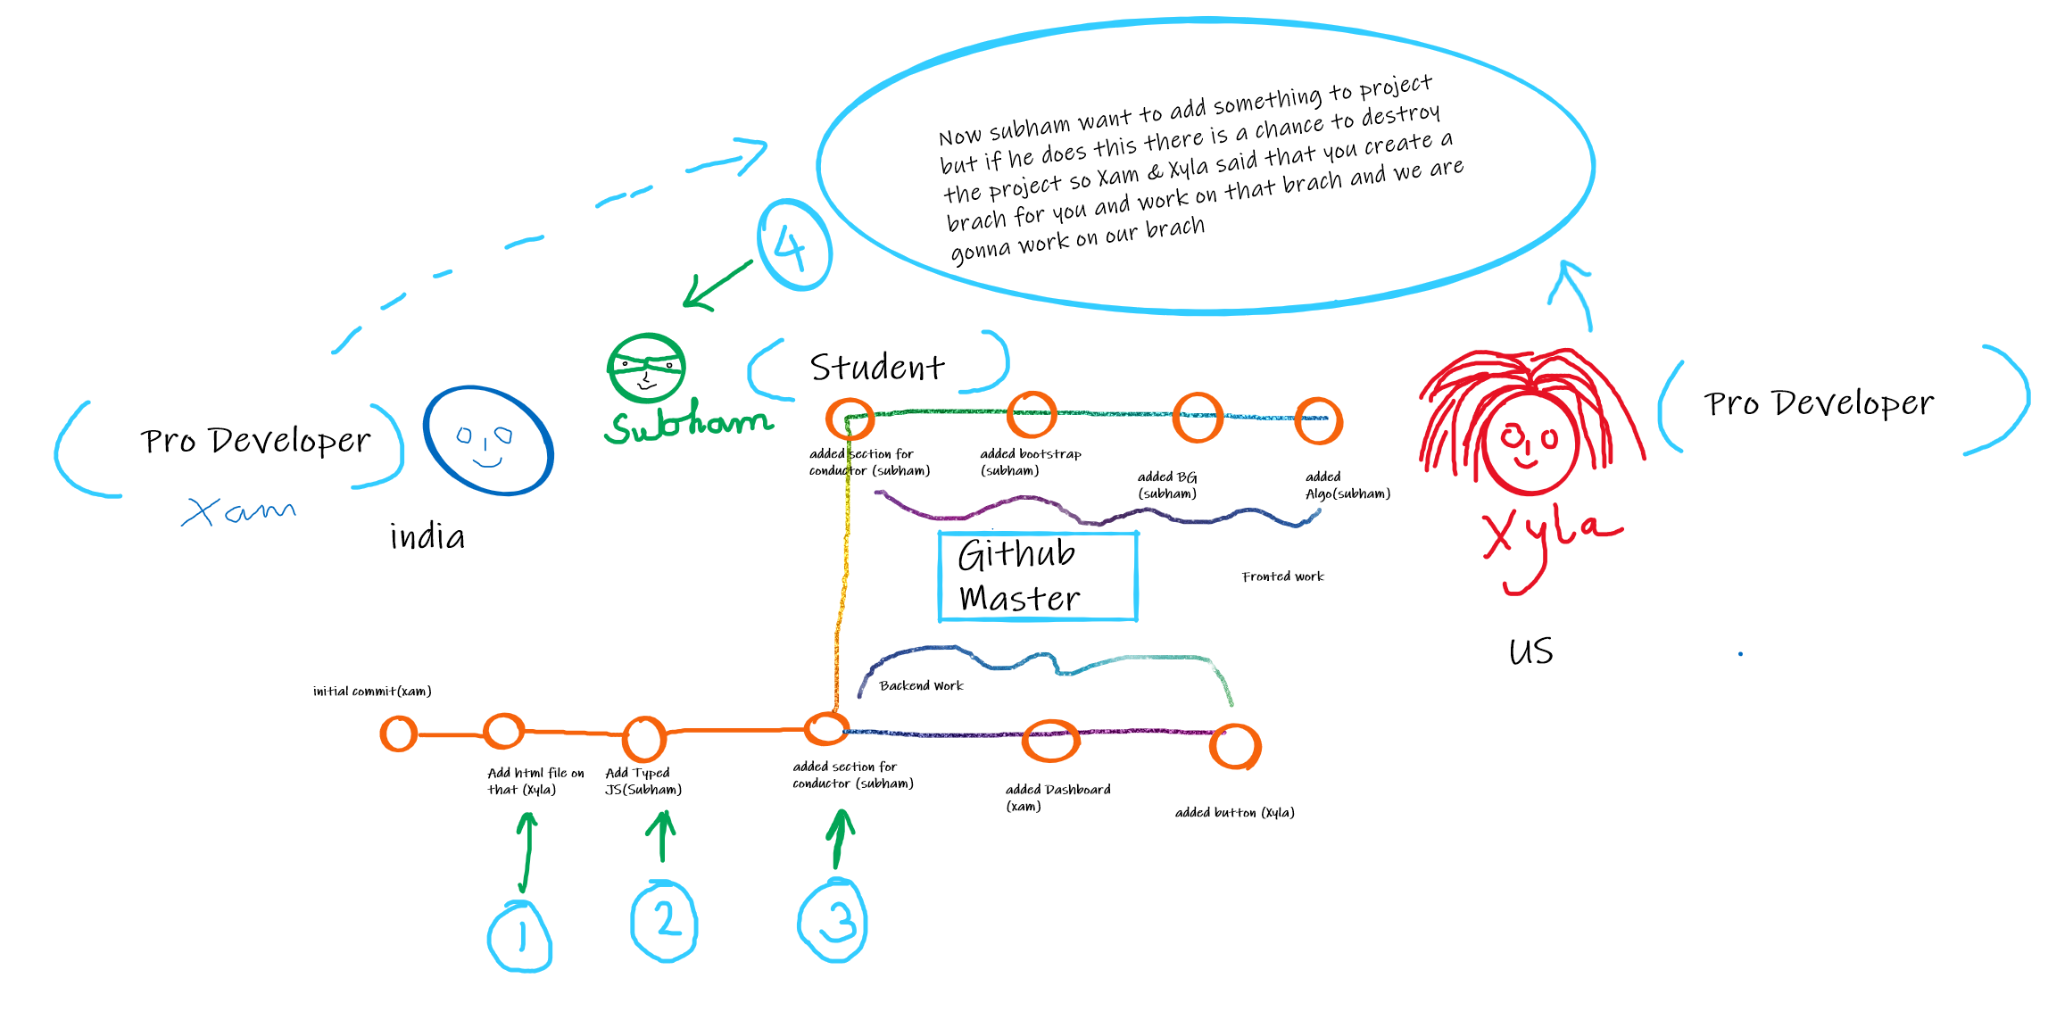 Now subham want to add something to project
but if he does this there is a chance to destroy
the project so Xam & Xyla said that you create a
brach for you and work on that brach and we are
gonna work on our brach
4
Student
Subham
Pro Developer
Xam
india
Pro Developer
Xyla
US
added section for
conductor (subham)
added bootstrap
(subham)
added BG
(subham)
added
Algo(subham)
Github
Master
Fronted work
Backend Work
initial commit(xam)
Add html file on
that (Xyla)
Add Typed
JS(Subham)
added section for
conductor (subham)
added Dashboard
(xam)
added button (Xyla)
1
2
3